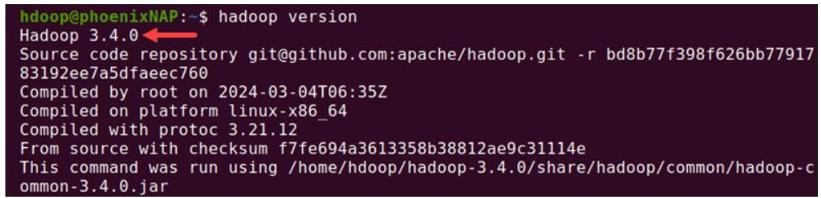 hdoop@phoenixNAP:~$ hadoop version
Hadoop 3.4.0
Source code repository git@github.com:apache/hadoop.git -r bd8b77f398f626bb77917
83192ee7a5dfaeec760
Compiled by root on 2024-03-04T06:35Z
Compiled on platform linux-x86_64
Compiled with protoc 3.21.12
From source with checksum f7fe694a3613358b38812ae9c31114e
This command was run using /home/hdoop/hadoop-3.4.0/share/hadoop/common/hadoop-c
ommon-3.4.0.jar